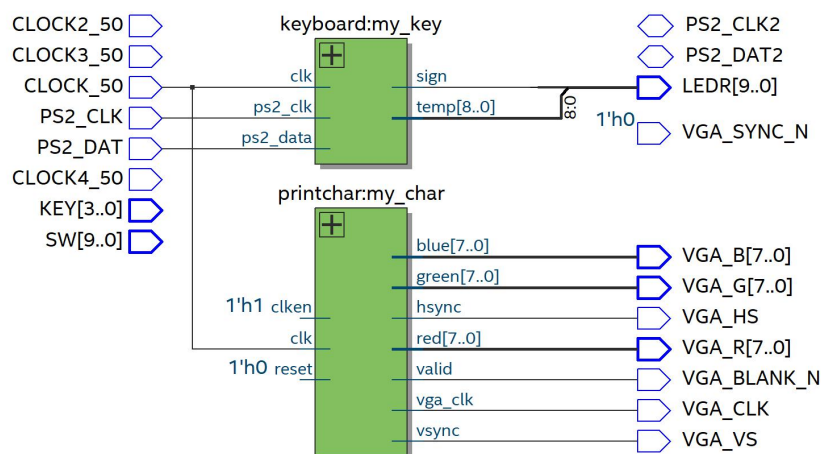 CLOCK2_50
CLOCK3_50
CLOCK_50
PS2_CLK
PS2_DAT
CLOCK4_50
KEY[3..0]
SW[9..0]
keyboard:my_key
clk
ps2_clk
ps2_data
sign
temp[8..0]
8:0
PS2_CLK2
PS2_DAT2
LEDR[9..0]
1'h0
VGA_SYNC_N
printchar:my_char
1'h1 clken
clk
1'h0 reset
blue[7..0]
green[7..0]
hsync
red[7..0]
valid
vga_clk
vsync
VGA_B[7..0]
VGA_G[7..0]
VGA_HS
VGA_R[7..0]
VGA_BLANK_N
VGA_CLK
VGA_VS